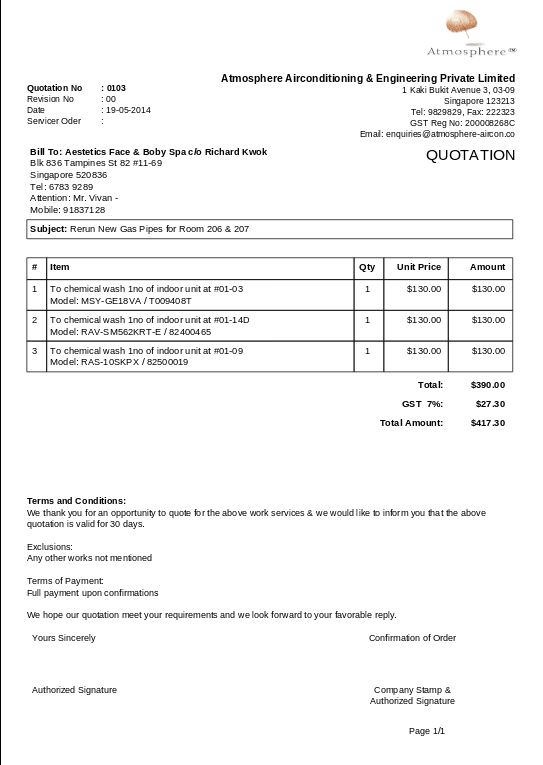 Atmosphere™
Atmosphere Airconditioning & Engineering Private Limited
Quotation No : 0103
1 Kaki Bukit Avenue 3, 03-09
Revision No : 00
Singapore 123213
Date : 19-05-2014
Tel: 9829829, Fax: 222323
Servicer Oder :
GST Reg No: 200008268C
Email: enquiries@atmosphere-aircon.co
Bill To: Aestetics Face & Boby Spa c/o Richard Kwok
QUOTATION
Blk 836 Tampines St 82 #11-69
Singapore 520836
Tel: 6783 9289
Attention: Mr. Vivan -
Mobile: 91837128
Subject: Rerun New Gas Pipes for Room 206 & 207
# Item Qty Unit Price Amount
1 To chemical wash 1no of indoor unit at #01-03 1 $130.00 $130.00
Model: MSY-GE18VA / T009408T
2 To chemical wash 1no of indoor unit at #01-14D 1 $130.00 $130.00
Model: RAV-SM562KRT-E / 82400465
3 To chemical wash 1no of indoor unit at #01-09 1 $130.00 $130.00
Model: RAS-10SKPX / 82500019
Total: $390.00
GST 7%: $27.30
Total Amount: $417.30
Terms and Conditions:
We thank you for an opportunity to quote for the above work services & we would like to inform you that the above
quotation is valid for 30 days.
Exclusions:
Any other works not mentioned
Terms of Payment:
Full payment upon confirmations
We hope our quotation meet your requirements and we look forward to your favorable reply.
Yours Sincerely Confirmation of Order
Authorized Signature Company Stamp &
Authorized Signature
Page 1/1